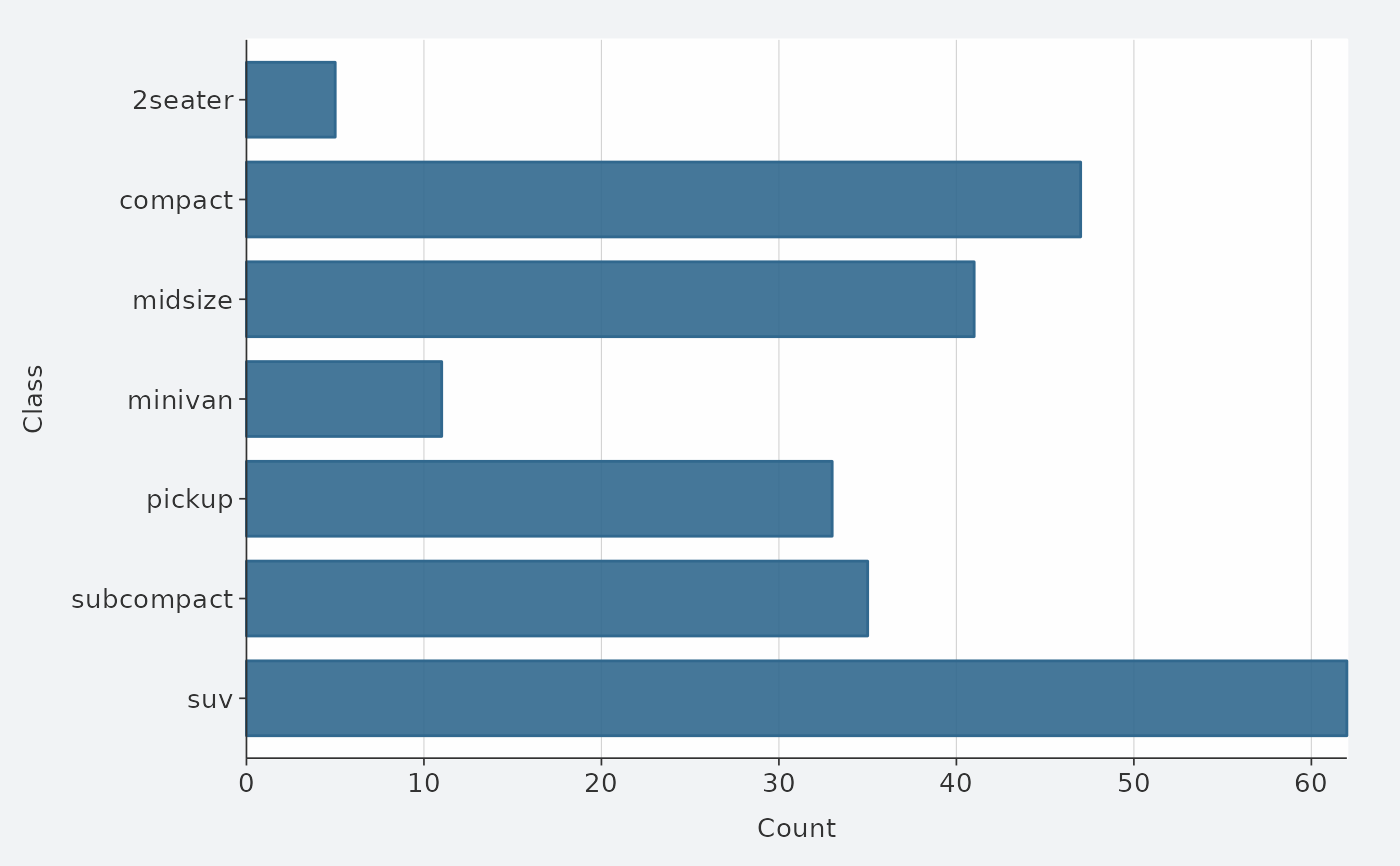 2seater
compact
midsize
minivan
pickup
subcompact
suv
Class
0 10 20 30 40 50 60
Count